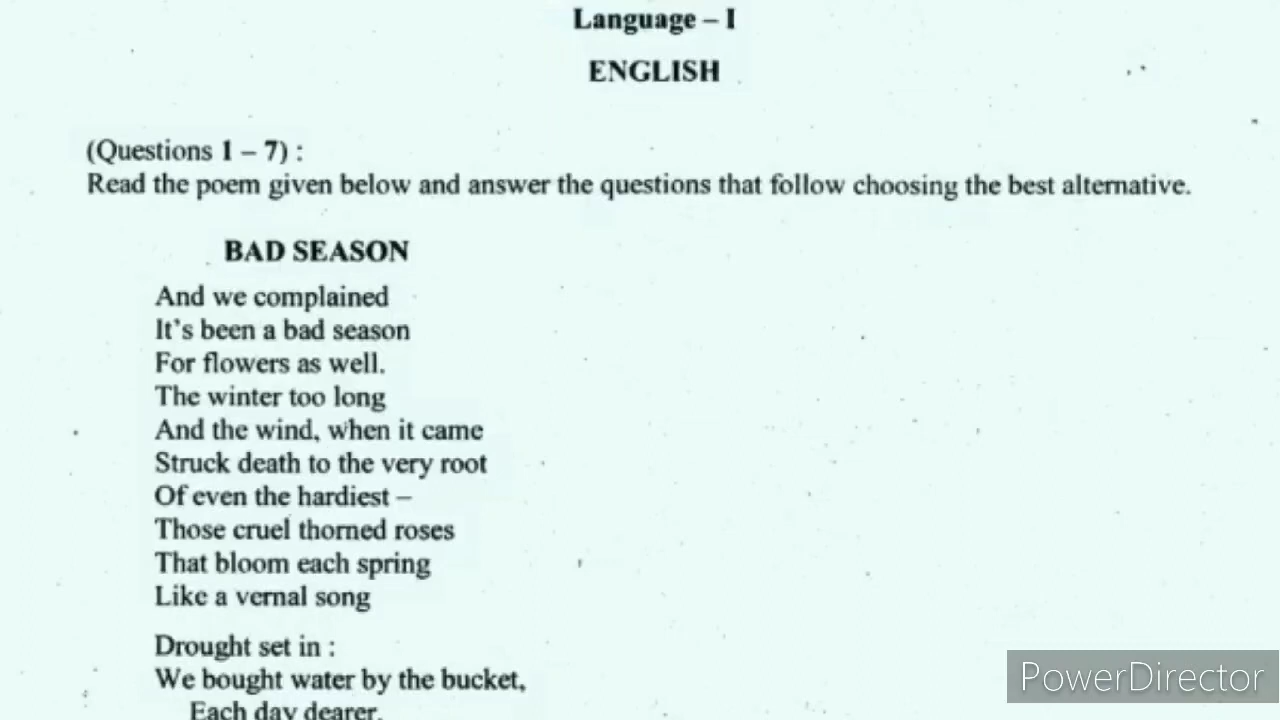 Language – I
ENGLISH
(Questions 1 – 7) :
Read the poem given below and answer the questions that follow choosing the best alternative.
BAD SEASON
And we complained
It's been a bad season
For flowers as well.
The winter too long
And the wind, when it came
Struck death to the very root
Of even the hardiest –
Those cruel thorned roses
That bloom each spring
Like a vernal song
Drought set in :
We bought water by the bucket,
Each day dearer.
PowerDirector